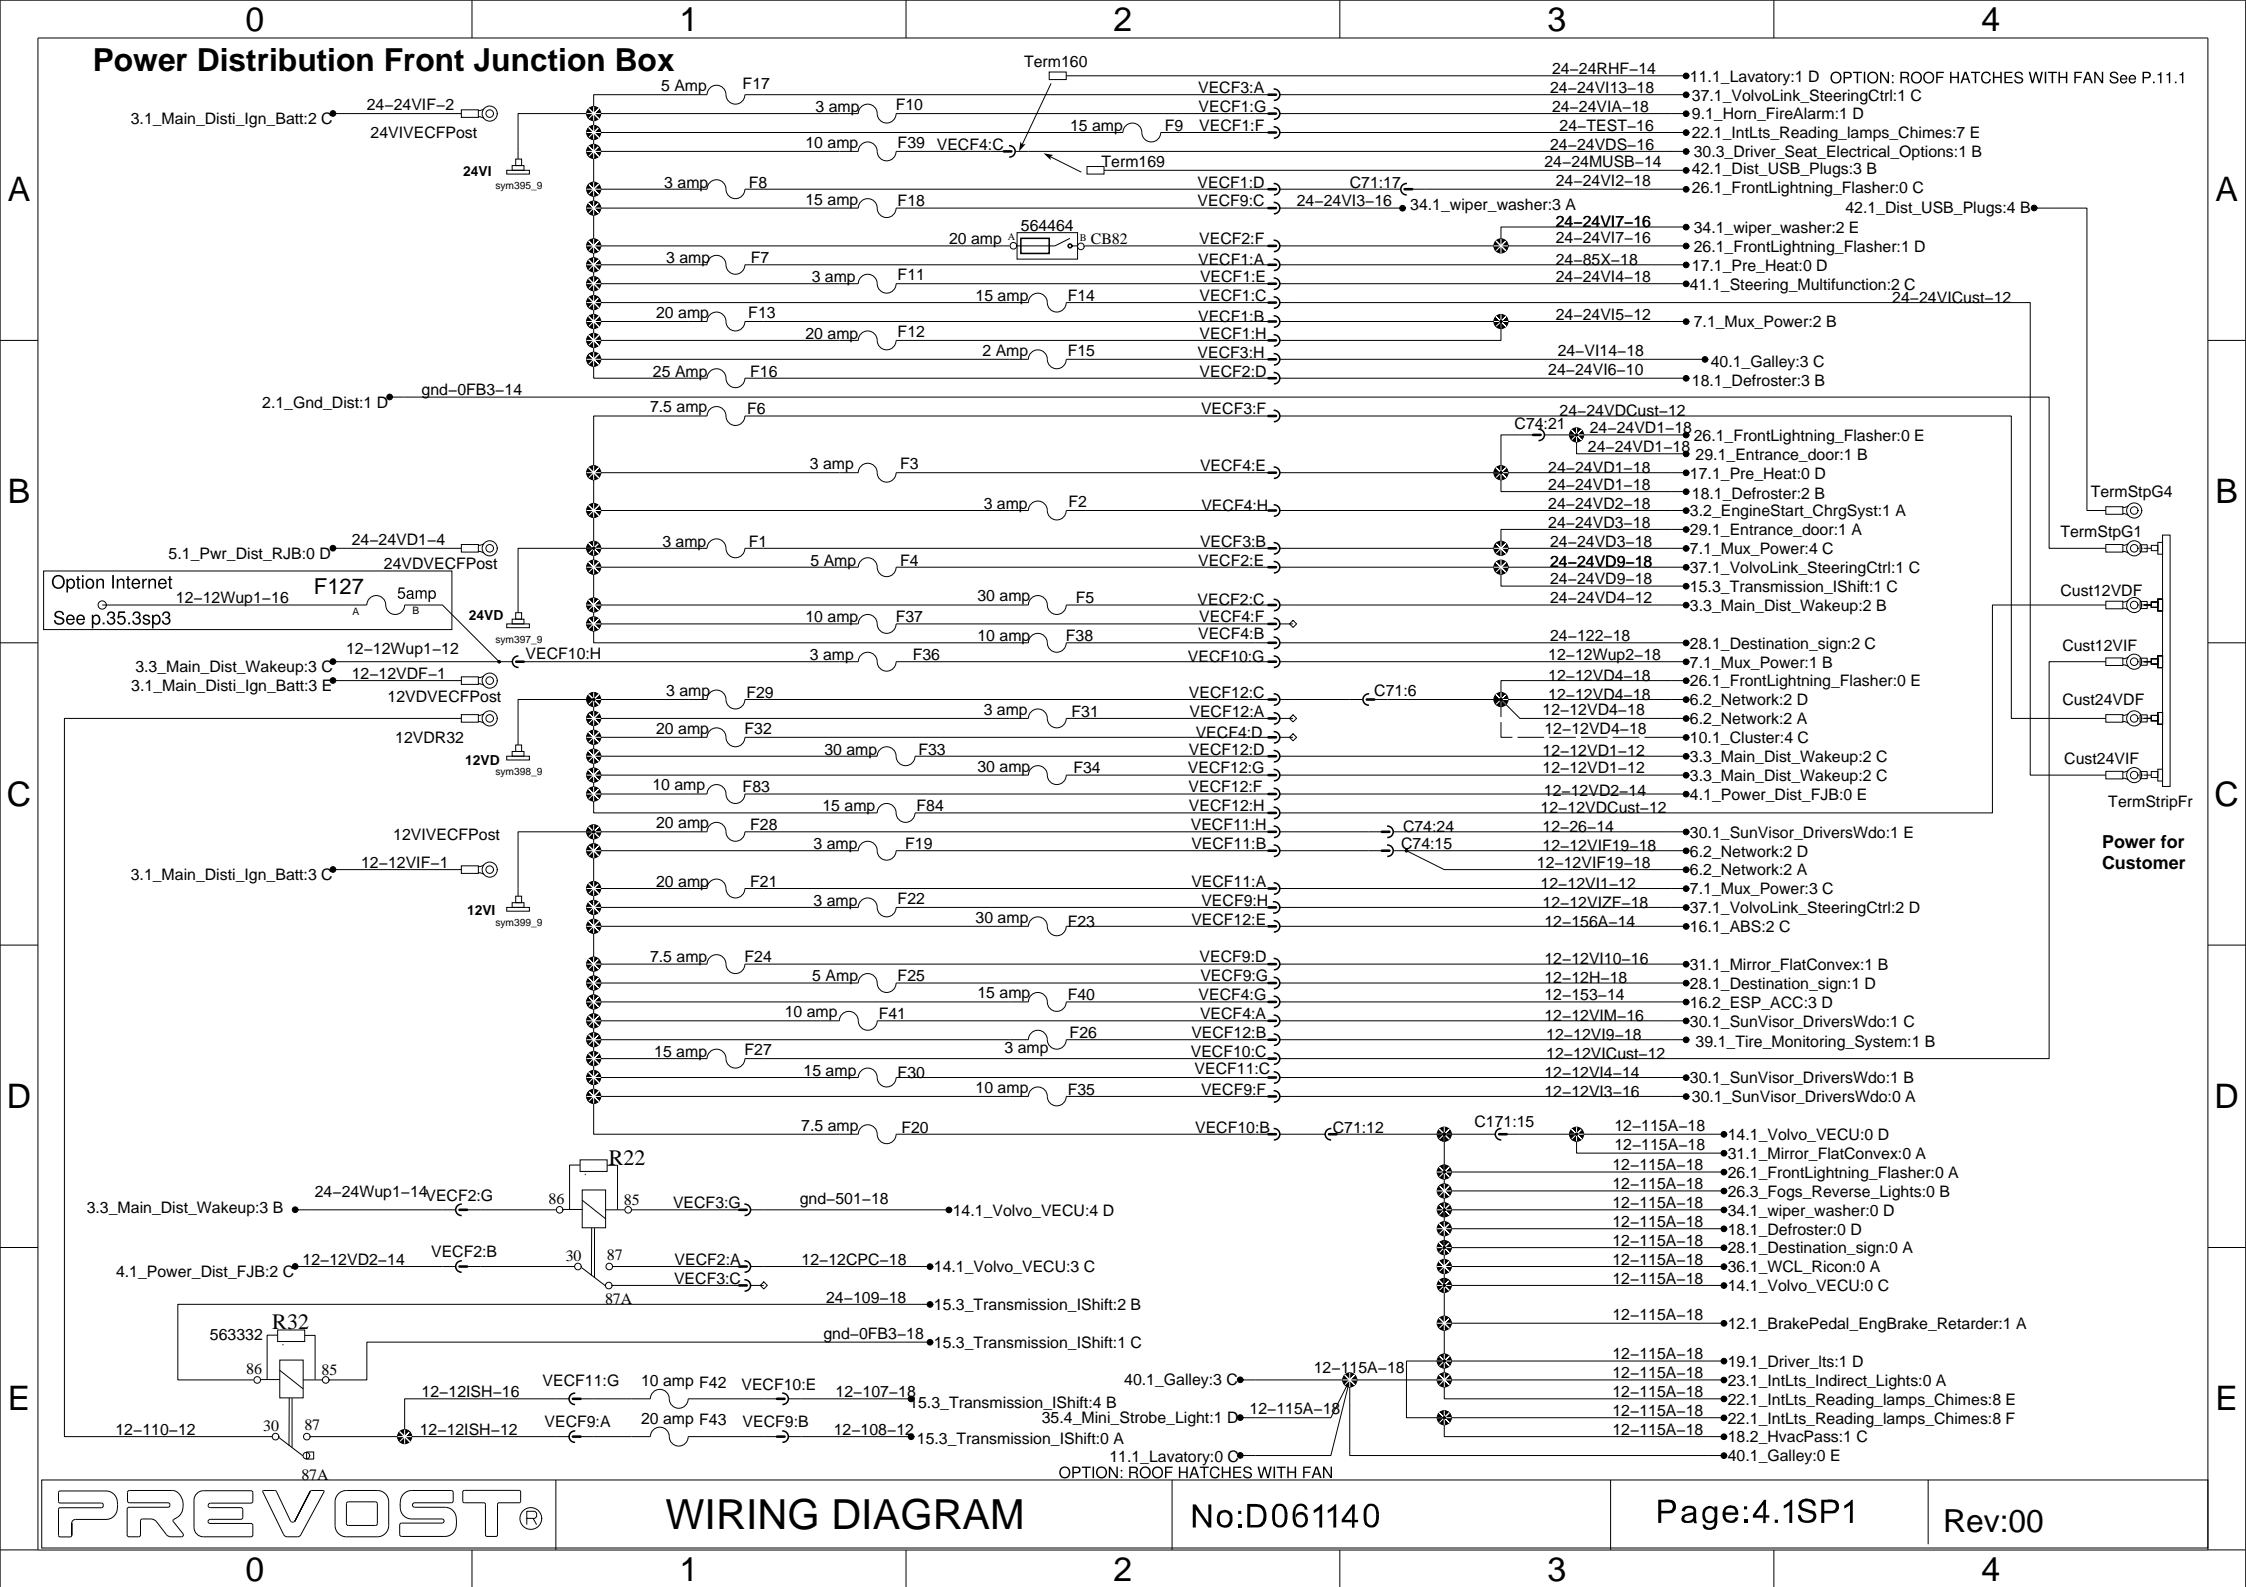 0 1 2 3 4
Power Distribution Front Junction Box
Term160
24–24RHF–14 11.1_Lavatory:1 D OPTION: ROOF HATCHES WITH FAN See P.11.1
5 Amp F17 VECF3:A 24–24VI13–18 37.1_VolvoLink_SteeringCtrl:1 C
3.1_Main_Disti_Ign_Batt:2 C 24–24VIF–2 3 amp F10 VECF1:G 24–24VIA–18 9.1_Horn_FireAlarm:1 D
24VIVECFPost 15 amp F9 VECF1:F 24–TEST–16 22.1_IntLts_Reading_lamps_Chimes:7 E
10 amp F39 VECF4:C 24–24VDS–16 30.3_Driver_Seat_Electrical_Options:1 B
24VI Term169 24–24MUSB–14 42.1_Dist_USB_Plugs:3 B
sym395_9 3 amp F8 VECF1:D C71:17 24–24VI2–18 26.1_FrontLightning_Flasher:0 C
A A
15 amp F18 VECF9:C 24–24VI3–16 34.1_wiper_washer:3 A 42.1_Dist_USB_Plugs:4 B
564464 24–24VI7–16 34.1_wiper_washer:2 E
20 amp A B CB82 VECF2:F 24–24VI7–16 26.1_FrontLightning_Flasher:1 D
3 amp F7 VECF1:A 24–85X–18 17.1_Pre_Heat:0 D
3 amp F11 VECF1:E 24–24VI4–18 41.1_Steering_Multifunction:2 C
15 amp F14 VECF1:C 24–24VICust–12
20 amp F13 VECF1:B 24–24VI5–12 7.1_Mux_Power:2 B
20 amp F12 VECF1:H
2 Amp F15 VECF3:H 24–VI14–18 40.1_Galley:3 C
25 Amp F16 VECF2:D 24–24VI6–10 18.1_Defroster:3 B
2.1_Gnd_Dist:1 D gnd–0FB3–14
7.5 amp F6 VECF3:F 24–24VDCust–12
C74:21 24–24VD1–18 26.1_FrontLightning_Flasher:0 E
24–24VD1–18 29.1_Entrance_door:1 B
3 amp F3 VECF4:E 24–24VD1–18 17.1_Pre_Heat:0 D
24–24VD1–18 18.1_Defroster:2 B
B B
TermStpG4
3 amp F2 VECF4:H 24–24VD2–18 3.2_EngineStart_ChrgSyst:1 A
24–24VD3–18 29.1_Entrance_door:1 A
TermStpG1
5.1_Pwr_Dist_RJB:0 D 24–24VD1–4 3 amp F1 VECF3:B 24–24VD3–18 7.1_Mux_Power:4 C
24VDVECFPost 5 Amp F4 VECF2:E 24–24VD9–18 37.1_VolvoLink_SteeringCtrl:1 C
Option Internet F127 24–24VD9–18 15.3_Transmission_IShift:1 C
12–12Wup1–16 A 5amp B 30 amp F5 VECF2:C 24–24VD4–12 3.3_Main_Dist_Wakeup:2 B Cust12VDF
See p.35.3sp3 24VD 10 amp F37 VECF4:F
sym397_9 10 amp F38 VECF4:B 24–122–18 28.1_Destination_sign:2 C
3.3_Main_Dist_Wakeup:3 C 12–12Wup1–12 VECF10:H 3 amp F36 VECF10:G 12–12Wup2–18 7.1_Mux_Power:1 B Cust12VIF
3.1_Main_Disti_Ign_Batt:3 E 12–12VDF–1 12–12VD4–18 26.1_FrontLightning_Flasher:0 E
12VDVECFPost 3 amp F29 VECF12:C C71:6 12–12VD4–18 6.2_Network:2 D Cust24VDF
3 amp F31 VECF12:A 12–12VD4–18 6.2_Network:2 A
12VDR32 20 amp F32 VECF4:D 12–12VD4–18 10.1_Cluster:4 C
12VD 30 amp F33 VECF12:D 12–12VD1–12 3.3_Main_Dist_Wakeup:2 C Cust24VIF
sym398_9 30 amp F34 VECF12:G 12–12VD1–12 3.3_Main_Dist_Wakeup:2 C
C C
10 amp F83 VECF12:F 12–12VD2–14 4.1_Power_Dist_FJB:0 E TermStripFr
15 amp F84 VECF12:H 12–12VDCust–12
12VIVECFPost 20 amp F28 VECF11:H C74:24 12–26–14 30.1_SunVisor_DriversWdo:1 E Power for
3 amp F19 VECF11:B C74:15 12–12VIF19–18 6.2_Network:2 D Customer
3.1_Main_Disti_Ign_Batt:3 C 12–12VIF–1 12–12VIF19–18 6.2_Network:2 A
20 amp F21 VECF11:A 12–12VI1–12 7.1_Mux_Power:3 C
12VI 3 amp F22 VECF9:H 12–12VIZF–18 37.1_VolvoLink_SteeringCtrl:2 D
sym399_9 30 amp F23 VECF12:E 12–156A–14 16.1_ABS:2 C
7.5 amp F24 VECF9:D 12–12VI10–16 31.1_Mirror_FlatConvex:1 B
5 Amp F25 VECF9:G 12–12H–18 28.1_Destination_sign:1 D
15 amp F40 VECF4:G 12–153–14 16.2_ESP_ACC:3 D
10 amp F41 VECF4:A 12–12VIM–16 30.1_SunVisor_DriversWdo:1 C
3 amp F26 VECF12:B 12–12VI9–18 39.1_Tire_Monitoring_System:1 B
15 amp F27 VECF10:C 12–12VICust–12
15 amp F30 VECF11:C 12–12VI4–14 30.1_SunVisor_DriversWdo:1 B
D D
10 amp F35 VECF9:F 12–12VI3–16 30.1_SunVisor_DriversWdo:0 A
7.5 amp F20 VECF10:B C71:12 C171:15 12–115A–18 14.1_Volvo_VECU:0 D
12–115A–18 31.1_Mirror_FlatConvex:0 A
R22 12–115A–18 26.1_FrontLightning_Flasher:0 A
12–115A–18 26.3_Fogs_Reverse_Lights:0 B
3.3_Main_Dist_Wakeup:3 B 24–24Wup1–14 VECF2:G 86 85 VECF3:G gnd–501–18 14.1_Volvo_VECU:4 D 12–115A–18 34.1_wiper_washer:0 D
12–115A–18 18.1_Defroster:0 D
12–115A–18 28.1_Destination_sign:0 A
4.1_Power_Dist_FJB:2 C 12–12VD2–14 VECF2:B 30 87 VECF2:A 12–12CPC–18 14.1_Volvo_VECU:3 C 12–115A–18 36.1_WCL_Ricon:0 A
87A VECF3:C 12–115A–18 14.1_Volvo_VECU:0 C
24–109–18 15.3_Transmission_IShift:2 B
563332 R32 12–115A–18 12.1_BrakePedal_EngBrake_Retarder:1 A
gnd–0FB3–18 15.3_Transmission_IShift:1 C
86 85 12–115A–18 12–115A–18 19.1_Driver_lts:1 D
40.1_Galley:3 C 12–115A–18 23.1_IntLts_Indirect_Lights:0 A
E E
12–12ISH–16 VECF11:G 10 amp F42 VECF10:E 12–107–18 15.3_Transmission_IShift:4 B 12–115A–18 22.1_IntLts_Reading_lamps_Chimes:8 E
35.4_Mini_Strobe_Light:1 D 12–115A–18 12–115A–18 22.1_IntLts_Reading_lamps_Chimes:8 F
12–110–12 30 87 12–12ISH–12 VECF9:A 20 amp F43 VECF9:B 12–108–12 15.3_Transmission_IShift:0 A 12–115A–18 18.2_HvacPass:1 C
11.1_Lavatory:0 C 40.1_Galley:0 E
87A OPTION: ROOF HATCHES WITH FAN
PREVOST® WIRING DIAGRAM No:D061140 Page:4.1SP1 Rev:00
0 1 2 3 4